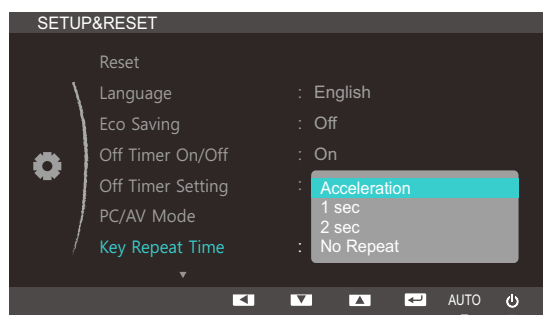 SETUP&RESET
Reset
Language : English
Eco Saving : Off
Off Timer On/Off : On
Off Timer Setting :
PC/AV Mode
Key Repeat Time :
Acceleration
1 sec
2 sec
No Repeat
AUTO